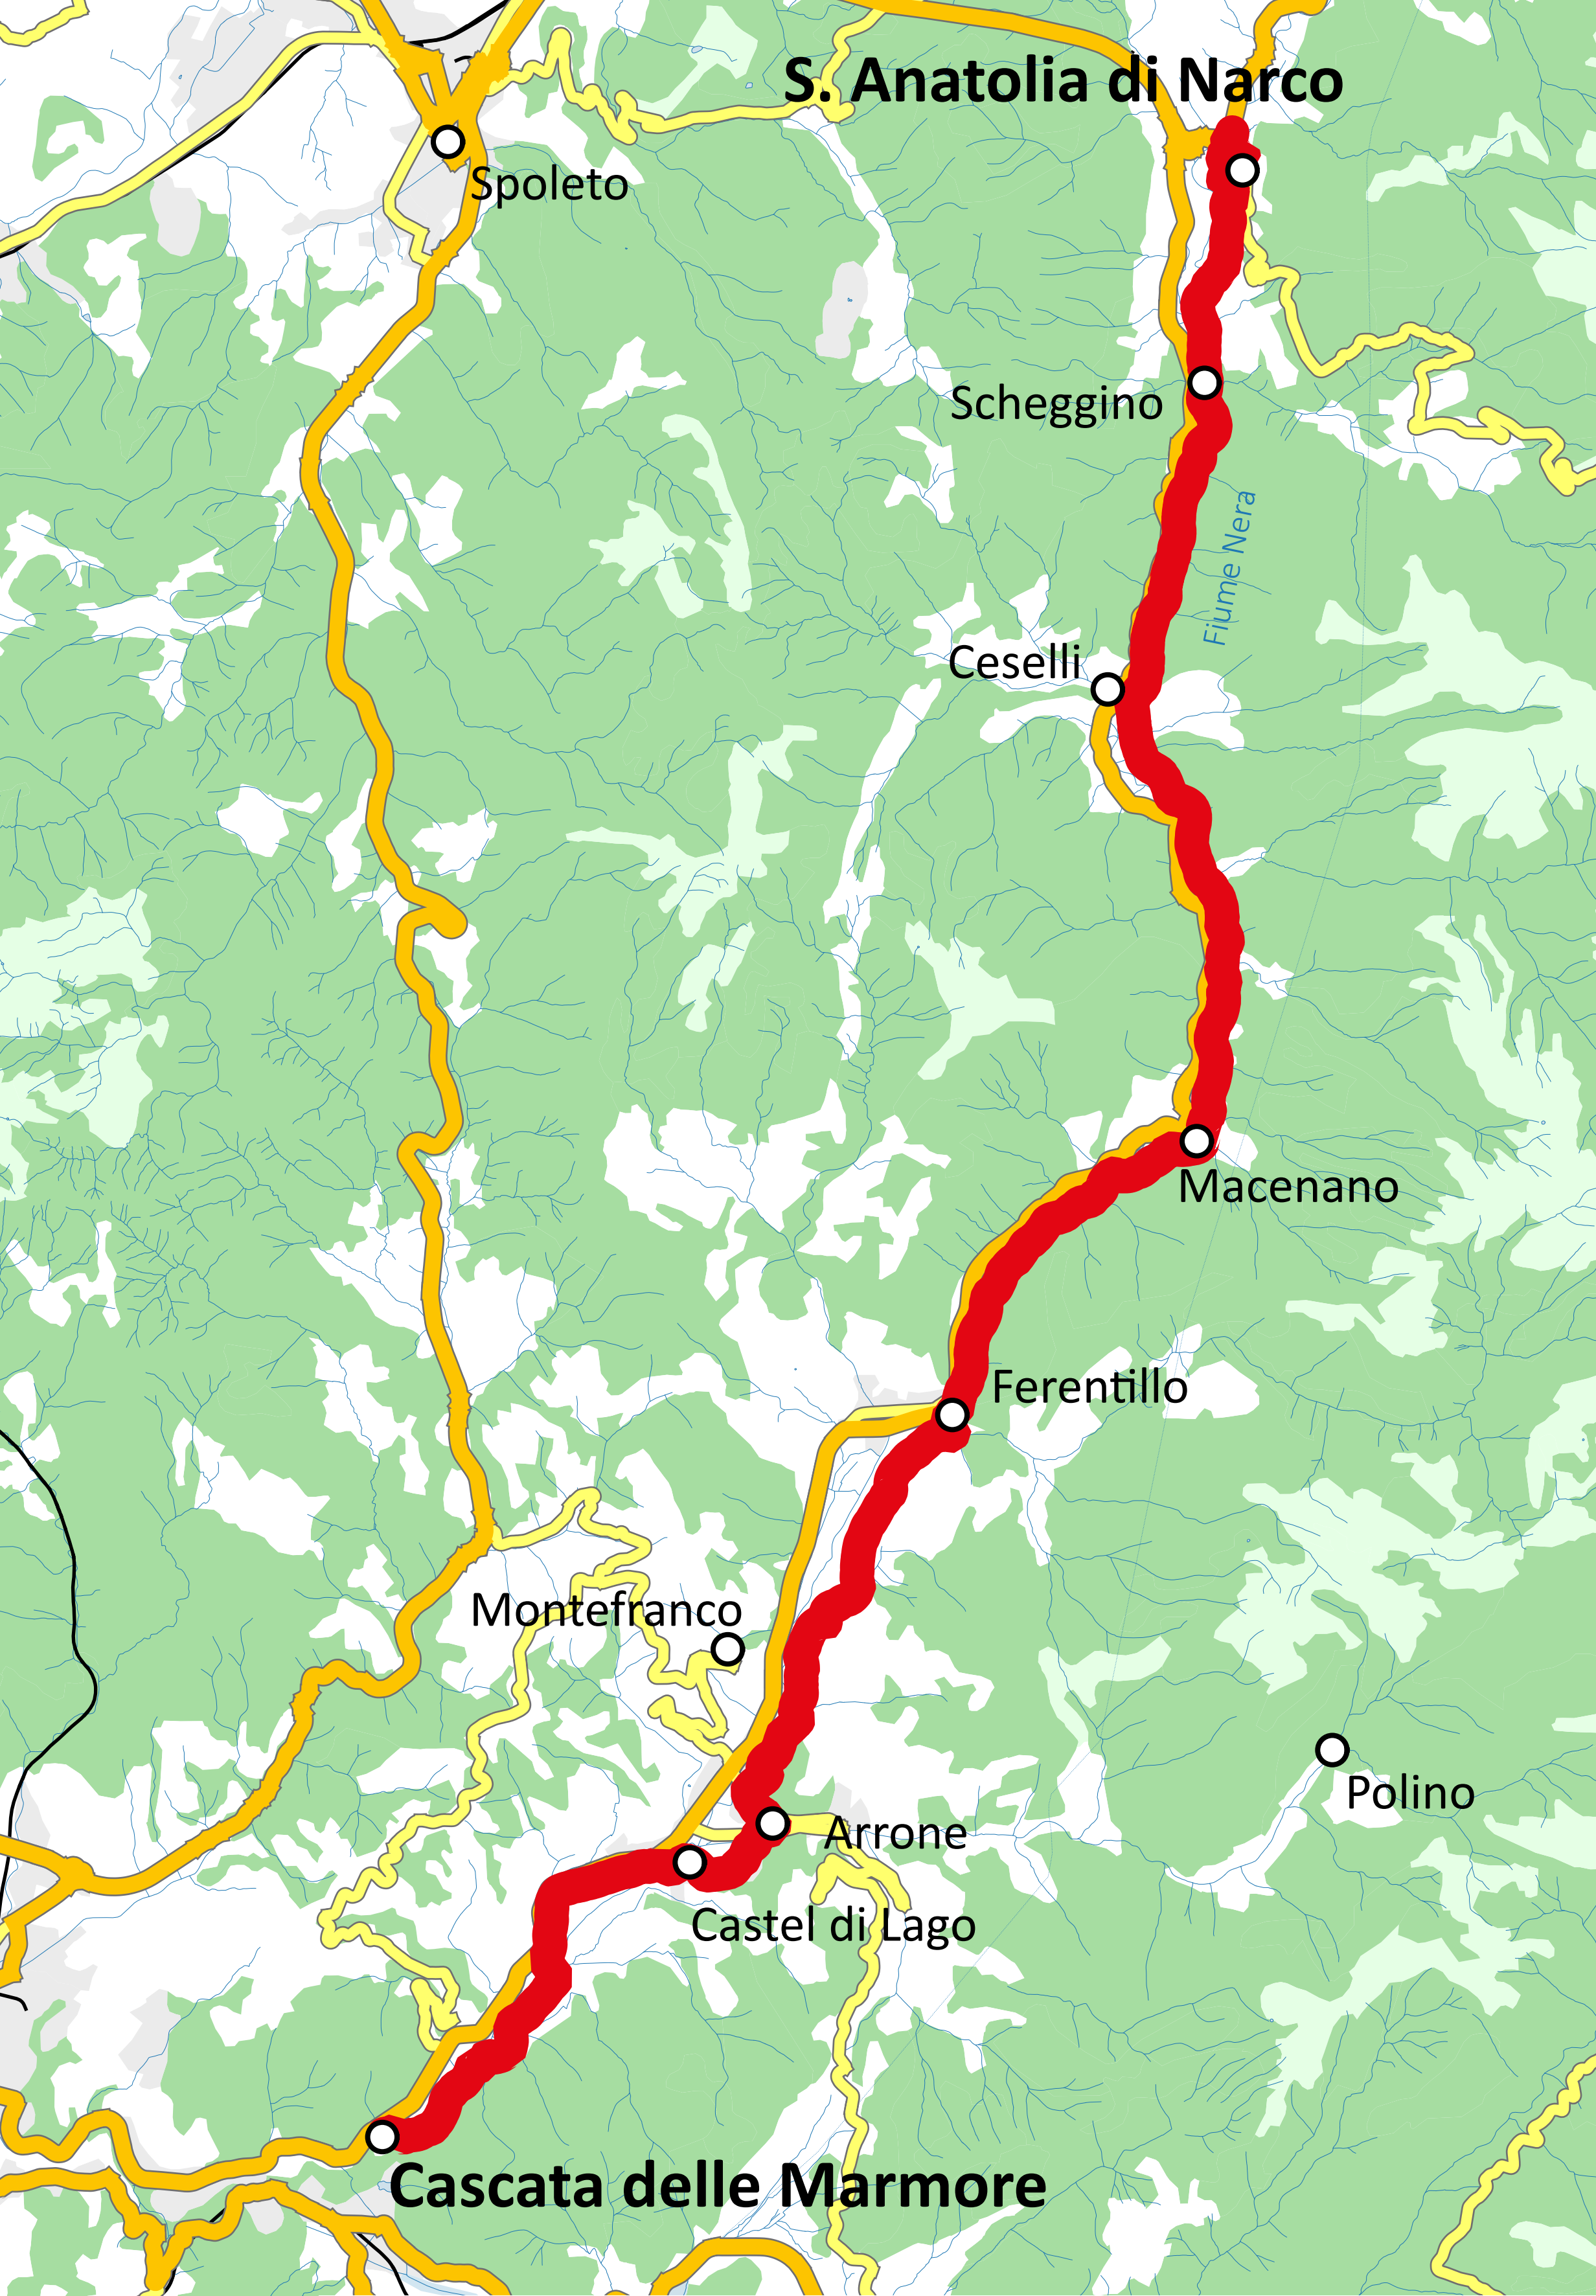 S. Anatolia di Narco
Spoleto
Scheggino
Fiume Nera
Ceselli
Macenano
Ferentillo
Montefranco
Polino
Arrone
Castel di Lago
Cascata delle Marmore